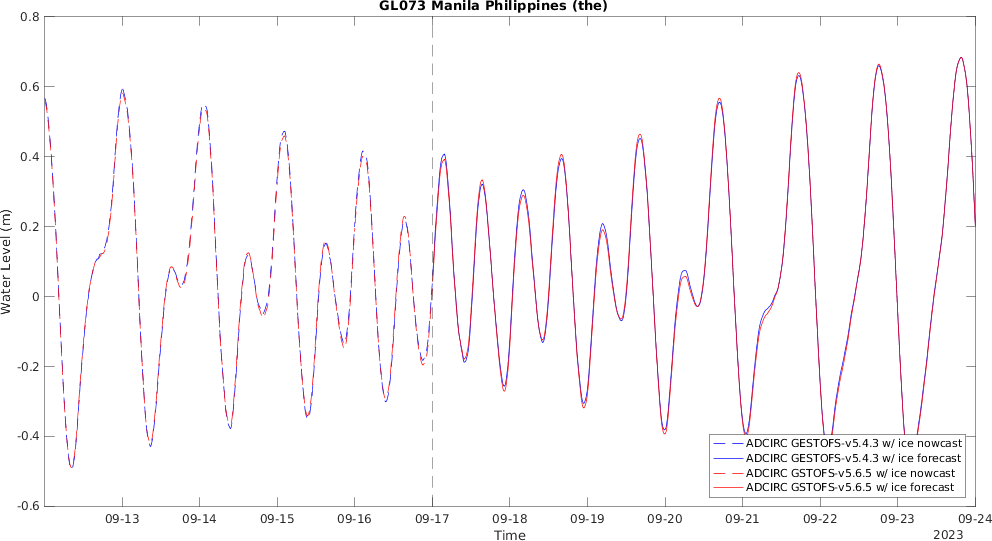 GL073 Manila Philippines (the)
0.8
0.6
0.4
0.2
0
-0.2
-0.4
-0.6
Water Level (m)
ADCIRC GESTOFS-v5.4.3 w/ ice nowcast
ADCIRC GESTOFS-v5.4.3 w/ ice forecast
ADCIRC GSTOFS-v5.6.5 w/ ice nowcast
ADCIRC GSTOFS-v5.6.5 w/ ice forecast
09-13 09-14 09-15 09-16 09-17 09-18 09-19 09-20 09-21 09-22 09-23 09-24
Time
2023